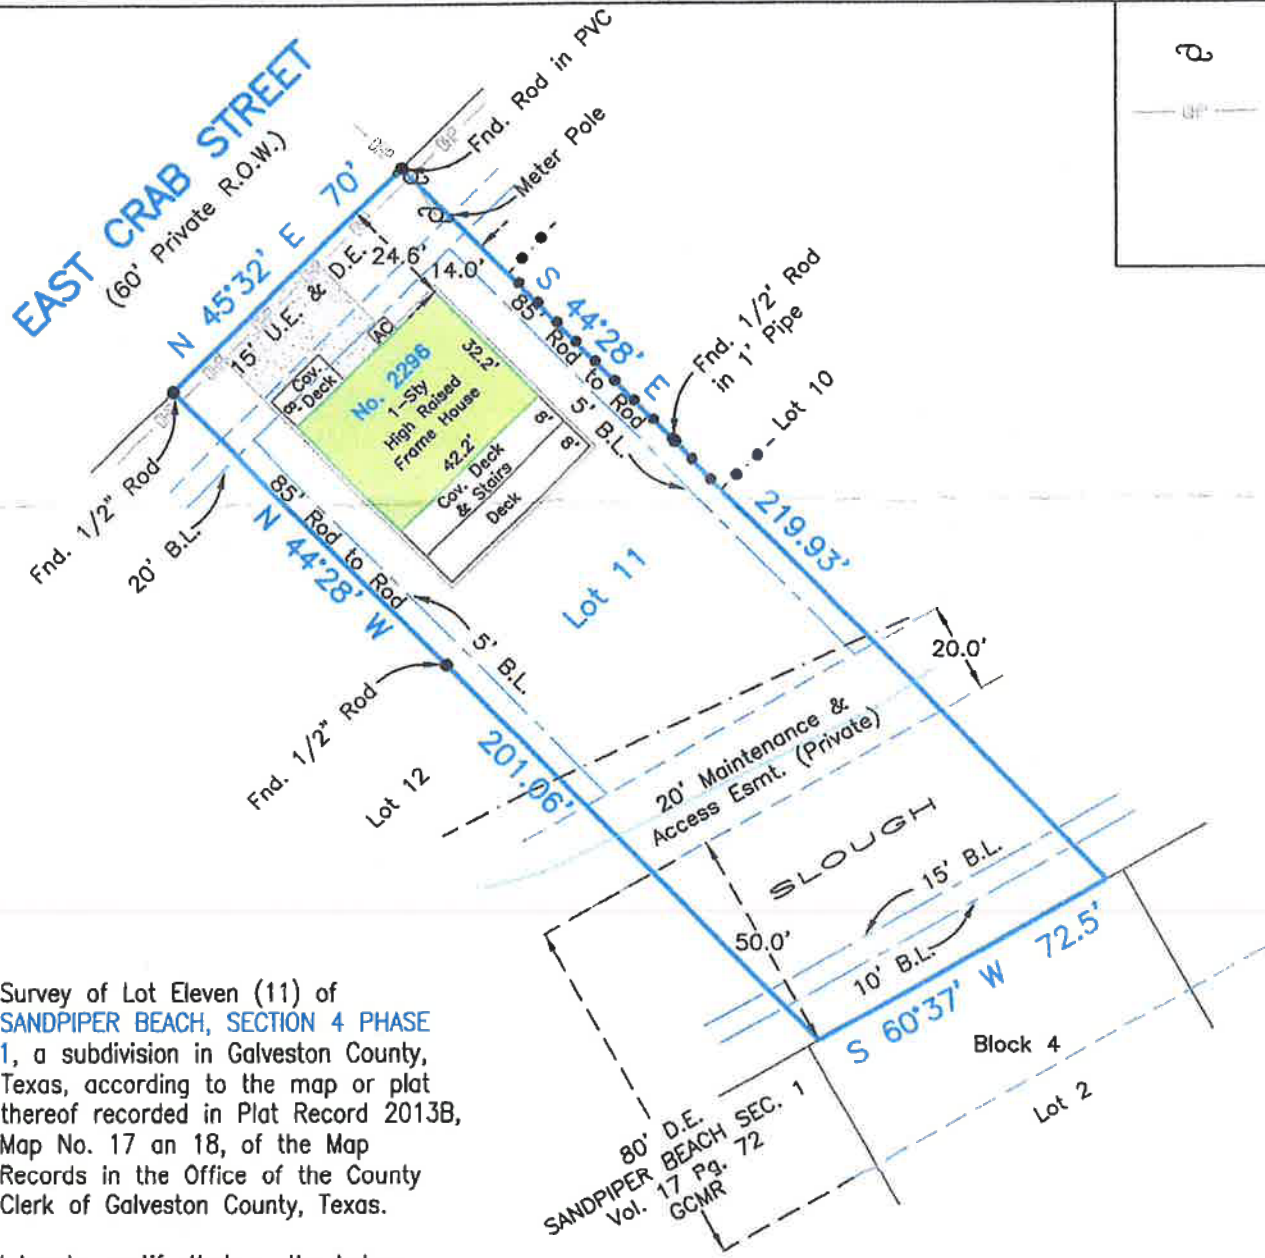 EAST CRAB STREET
(60' Private R.O.W.)
N 45°32' E 70'
OHP
OHP
OHP
OHP
OHP
Fnd. Rod in PVC
Meter Pole
15' U.E. & D.E.
24.6'
14.0'
S 44°28' E
219.93'
85' Rod to Rod
5' B.L.
Fnd. 1/2' Rod
in 1' Pipe
Lot 10
AC
Cov.
Deck
8'
No. 2296
1-Sty
High Raised
Frame House
32.2'
42.2'
Cov. Deck
& Stairs
8'
Deck
8'
Fnd. 1/2" Rod
20' B.L.
85' Rod to Rod
N 44°28' W
201.06'
5' B.L.
Fnd. 1/2" Rod
Lot 11
Lot 12
20.0'
20' Maintenance &
Access Esmt. (Private)
SLOUGH
15' B.L.
10' B.L.
50.0'
S 60°37' W 72.5'
Block 4
Lot 2
80' D.E.
SANDPIPER BEACH SEC. 1
Vol. 17 Pg. 72
GCMR
Survey of Lot Eleven (11) of
SANDPIPER BEACH, SECTION 4 PHASE
1, a subdivision in Galveston County,
Texas, according to the map or plat
thereof recorded in Plat Record 2013B,
Map No. 17 an 18, of the Map
Records in the Office of the County
Clerk of Galveston County, Texas.